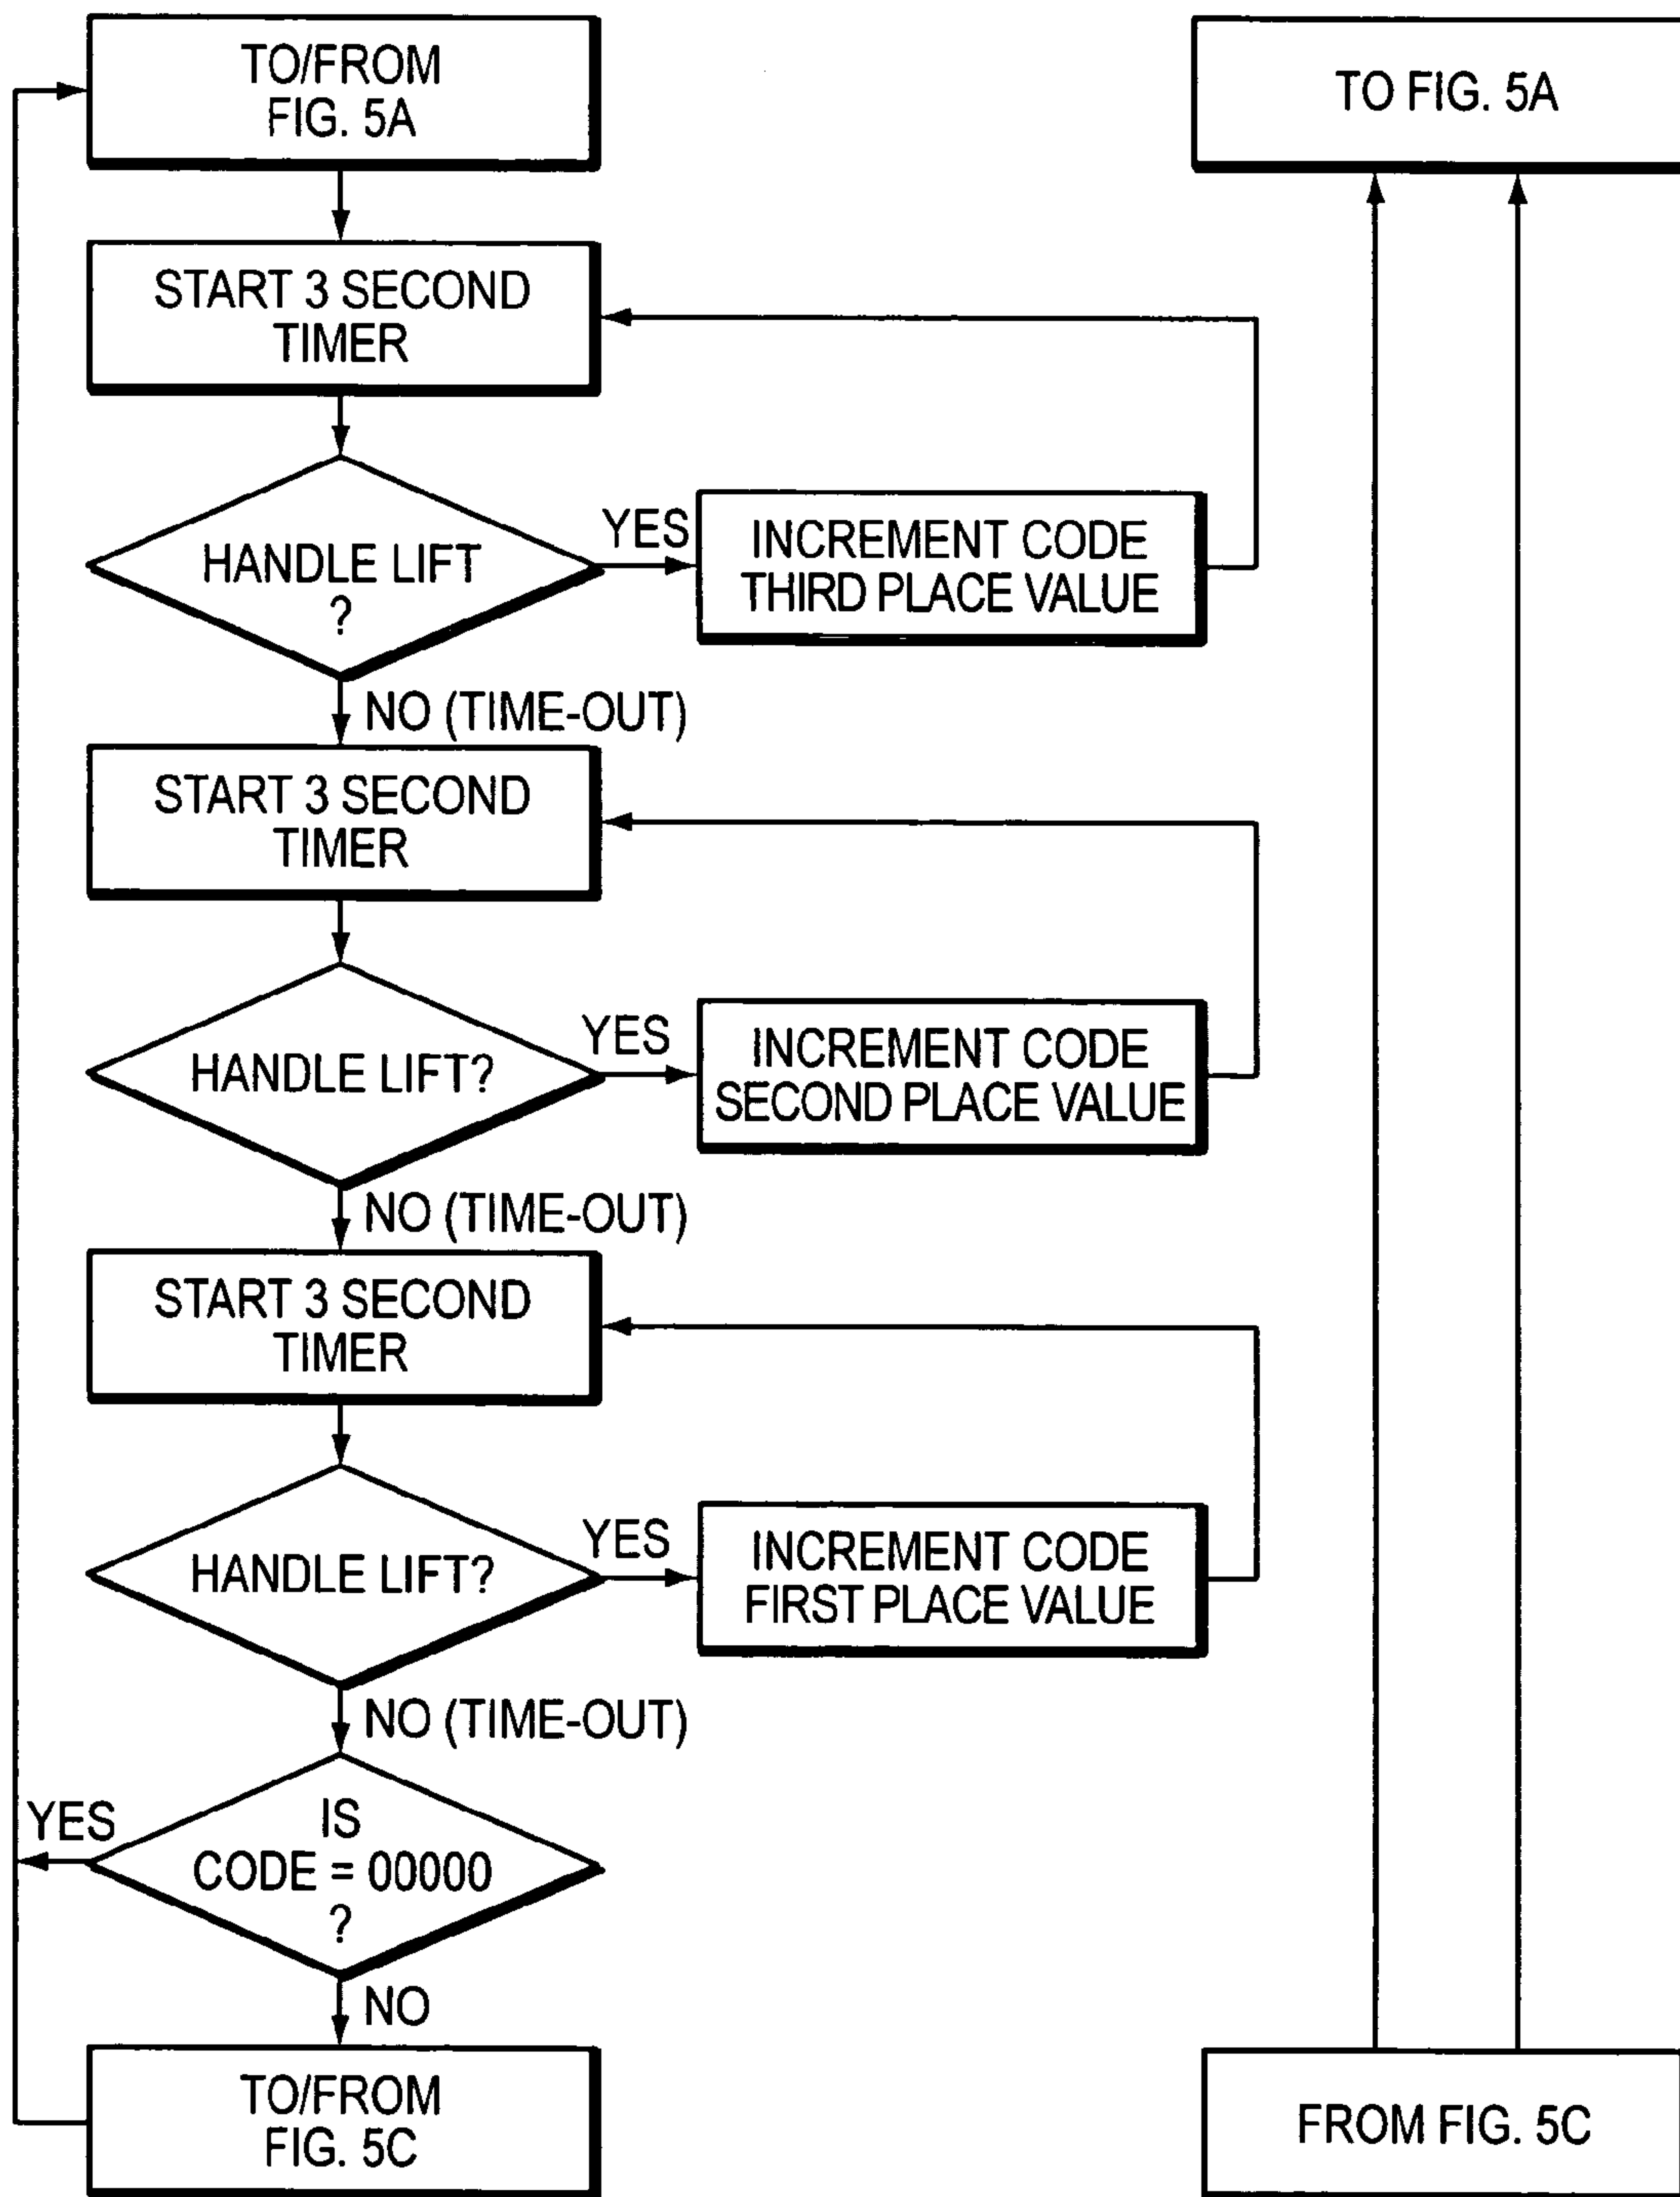 TO/FROM
FIG. 5A
TO FIG. 5A
START 3 SECOND
TIMER
HANDLE LIFT
?
YES
INCREMENT CODE
THIRD PLACE VALUE
NO (TIME-OUT)
START 3 SECOND
TIMER
HANDLE LIFT?
YES
INCREMENT CODE
SECOND PLACE VALUE
NO (TIME-OUT)
START 3 SECOND
TIMER
HANDLE LIFT?
YES
INCREMENT CODE
FIRST PLACE VALUE
NO (TIME-OUT)
YES
IS
CODE = 00000
?
NO
TO/FROM
FIG. 5C
FROM FIG. 5C